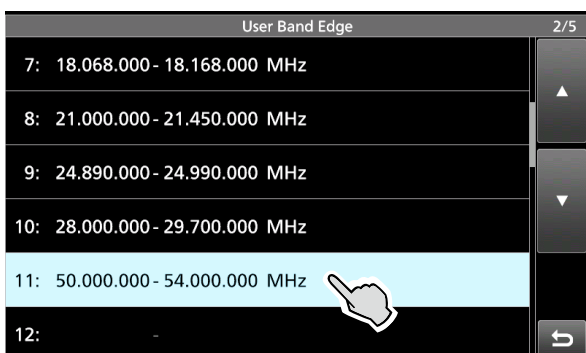 User Band Edge 2/5
7: 18.068.000 - 18.168.000 MHz
8: 21.000.000 - 21.450.000 MHz
9: 24.890.000 - 24.990.000 MHz
10: 28.000.000 - 29.700.000 MHz
11: 50.000.000 - 54.000.000 MHz
12: -